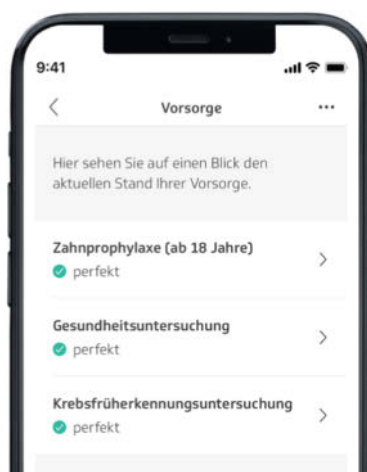 9:41
Vorsorge
Hier sehen Sie auf einen Blick den
aktuellen Stand Ihrer Vorsorge.
Zahnprophylaxe (ab 18 Jahre)
perfekt
Gesundheitsuntersuchung
perfekt
Krebsfrüherkennungsuntersuchung
perfekt